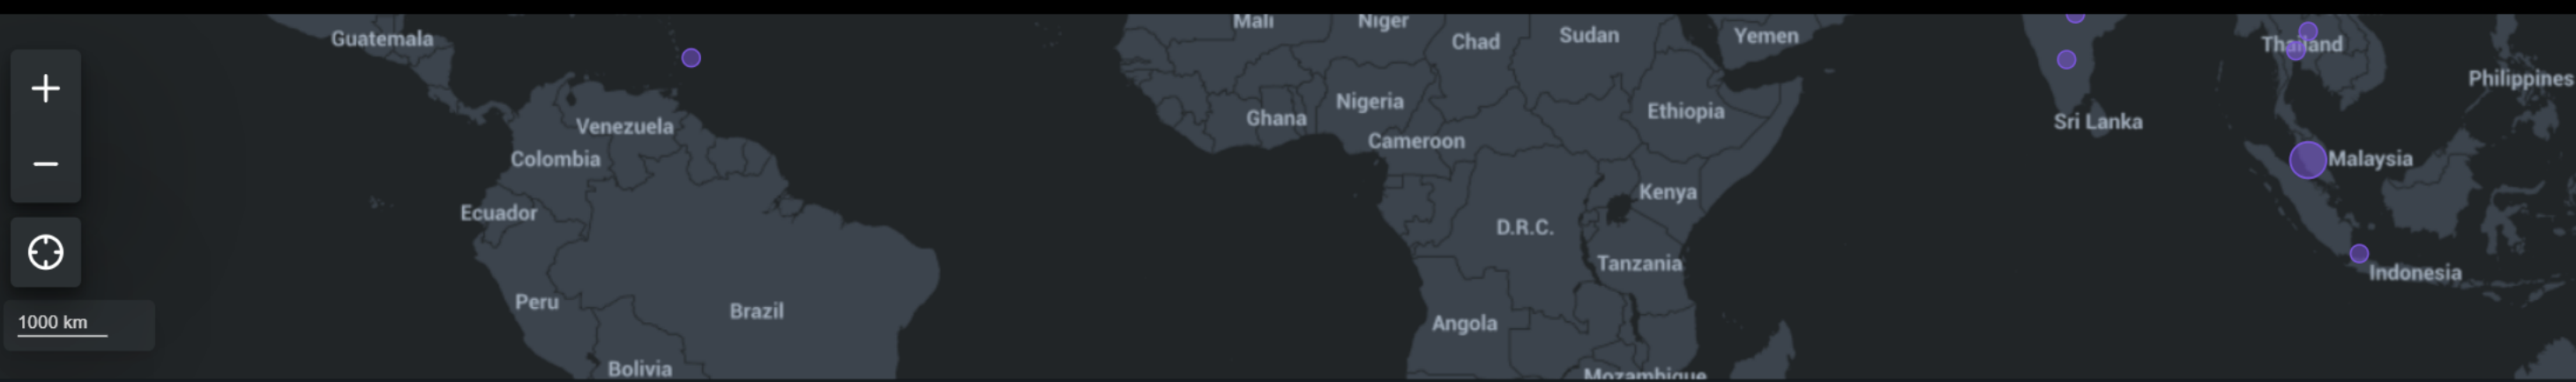 Mali
Niger
Guatemala
Chad
Sudan
Yemen
Thailand
Philippines
Nigeria
Ethiopia
Ghana
Venezuela
Sri Lanka
Cameroon
Colombia
Malaysia
Kenya
Ecuador
D.R.C.
Tanzania
Indonesia
Peru
Brazil
1000 km
Angola
Bolivia
Mozambique